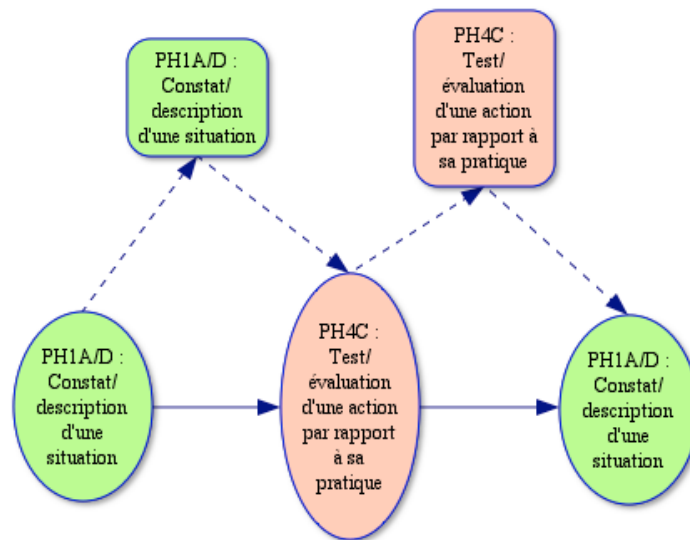 PH1A/D :
Constat/
description
d'une situation
PH4C :
Test/
évaluation
d'une action
par rapport à
sa pratique
PH1A/D :
Constat/
description
d'une
situation
PH4C :
Test/
évaluation
d'une action
par rapport
à sa
pratique
PH1A/D :
Constat/
description
d'une
situation